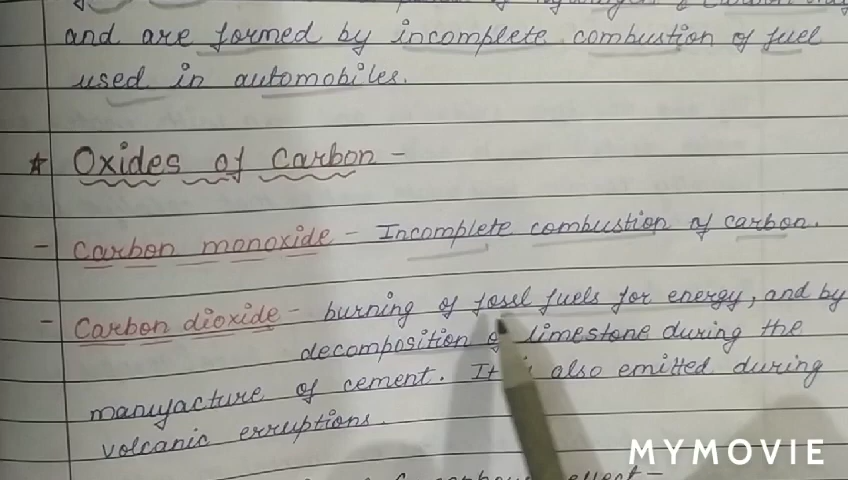 and are formed by incomplete combustion of fuel
used in automobiles.
* Oxides of Carbon -
- Carbon monoxide - Incomplete combustion of carbon.
- Carbon dioxide - burning of fossl fuels for energy, and by
decomposition of limestone during the
manufacture of cement. It also emitted during
volcanic erruptions.
effect -
MYMOVIE